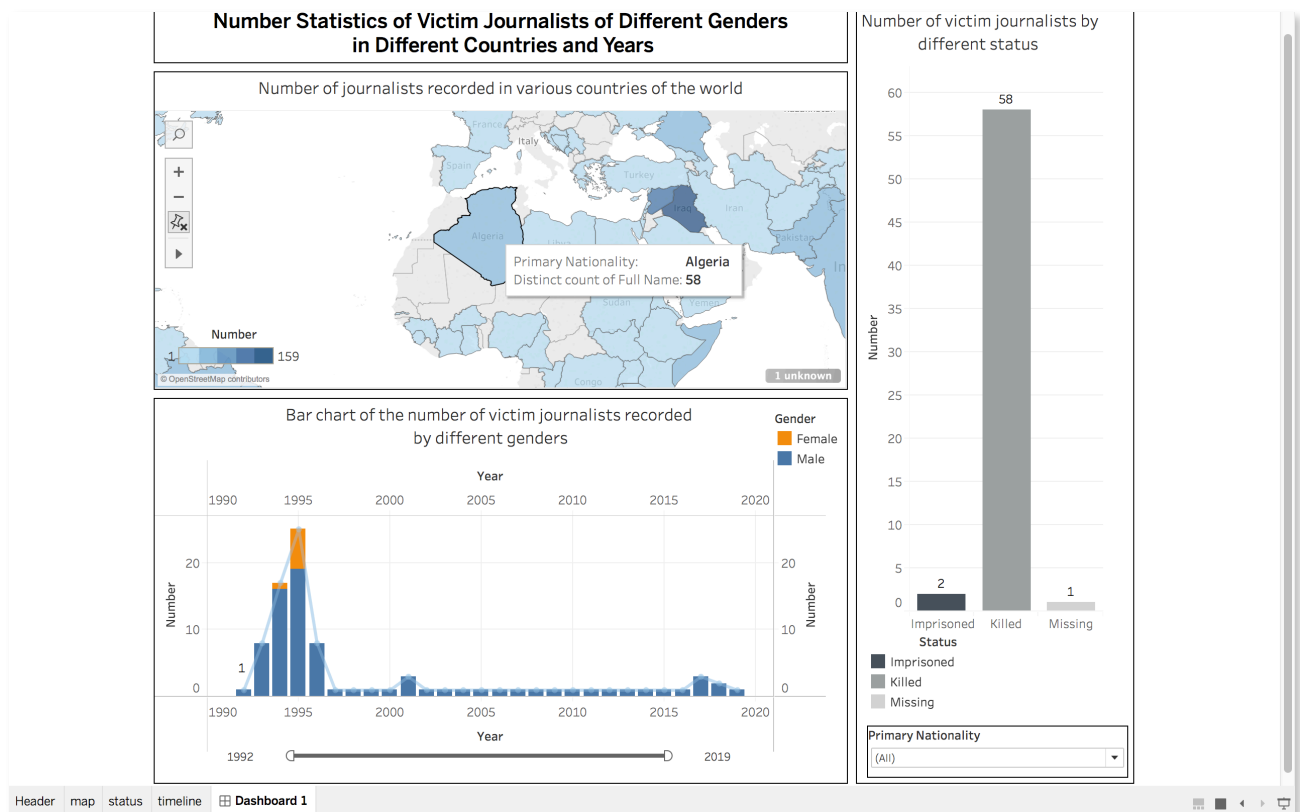 Number Statistics of Victim Journalists of Different Genders
in Different Countries and Years
Number of journalists recorded in various countries of the world
France
Italy
Spain
Turkey
Iraq
Iran
Algeria
Libya
Pakistan
In
Sudan
Yemen
Congo
Kazakhstan
Primary Nationality: Algeria
Distinct count of Full Name: 58
Number
1 159
© OpenStreetMap contributors
1 unknown
Bar chart of the number of victim journalists recorded
by different genders
Gender
Female
Male
Year
1990 1995 2000 2005 2010 2015 2020
20 20
Number Number
10 10
1
0 0
1990 1995 2000 2005 2010 2015 2020
Year
1992 2019
Number of victim journalists by
different status
60
58
55
50
45
40
35
Number
30
25
20
15
10
5
2
1
0
Imprisoned Killed Missing
Status
Imprisoned
Killed
Missing
Primary Nationality
(All)
Header map status timeline Dashboard 1